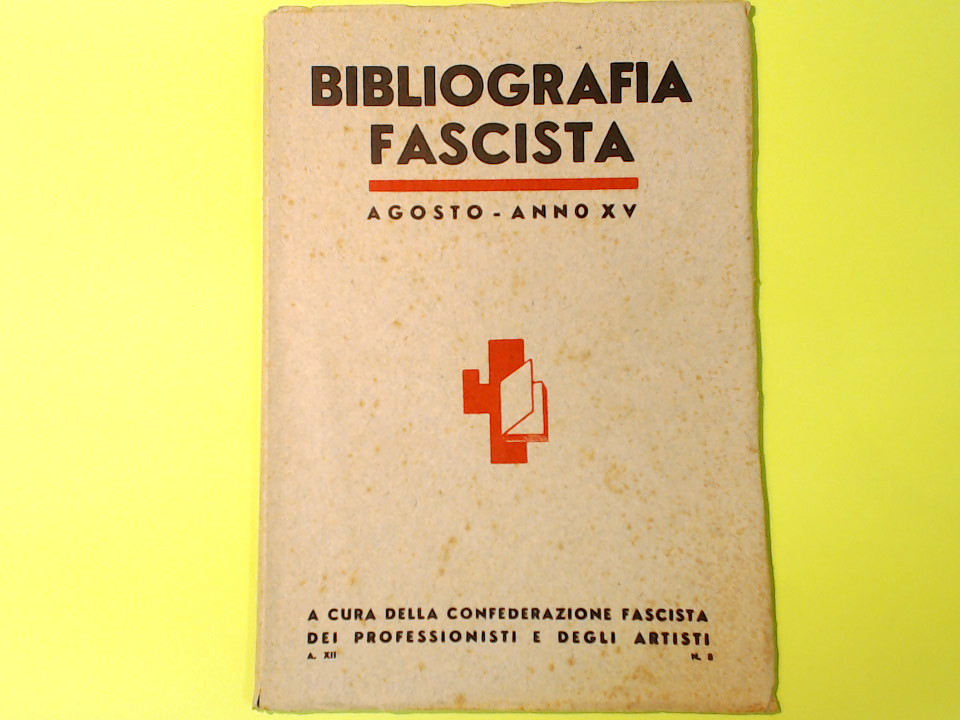 BIBLIOGRAFIA
FASCISTA
AGOSTO - ANNO XV
A CURA DELLA CONFEDERAZIONE FASCISTA
DEI PROFESSIONISTI E DEGLI ARTISTI
A. XII N. 8